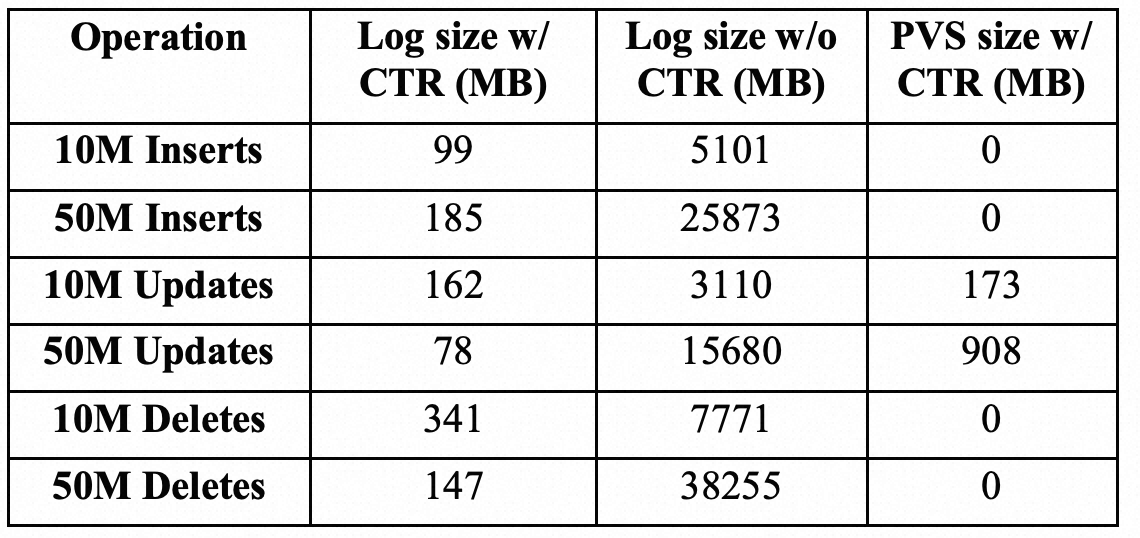 Operation Log size w/ CTR (MB) Log size w/o CTR (MB) PVS size w/ CTR (MB)
10M Inserts 99 5101 0
50M Inserts 185 25873 0
10M Updates 162 3110 173
50M Updates 78 15680 908
10M Deletes 341 7771 0
50M Deletes 147 38255 0